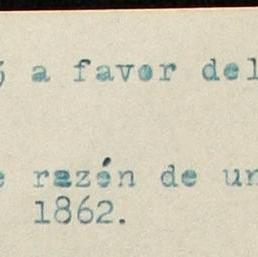 a favor del
razón de un
1862.